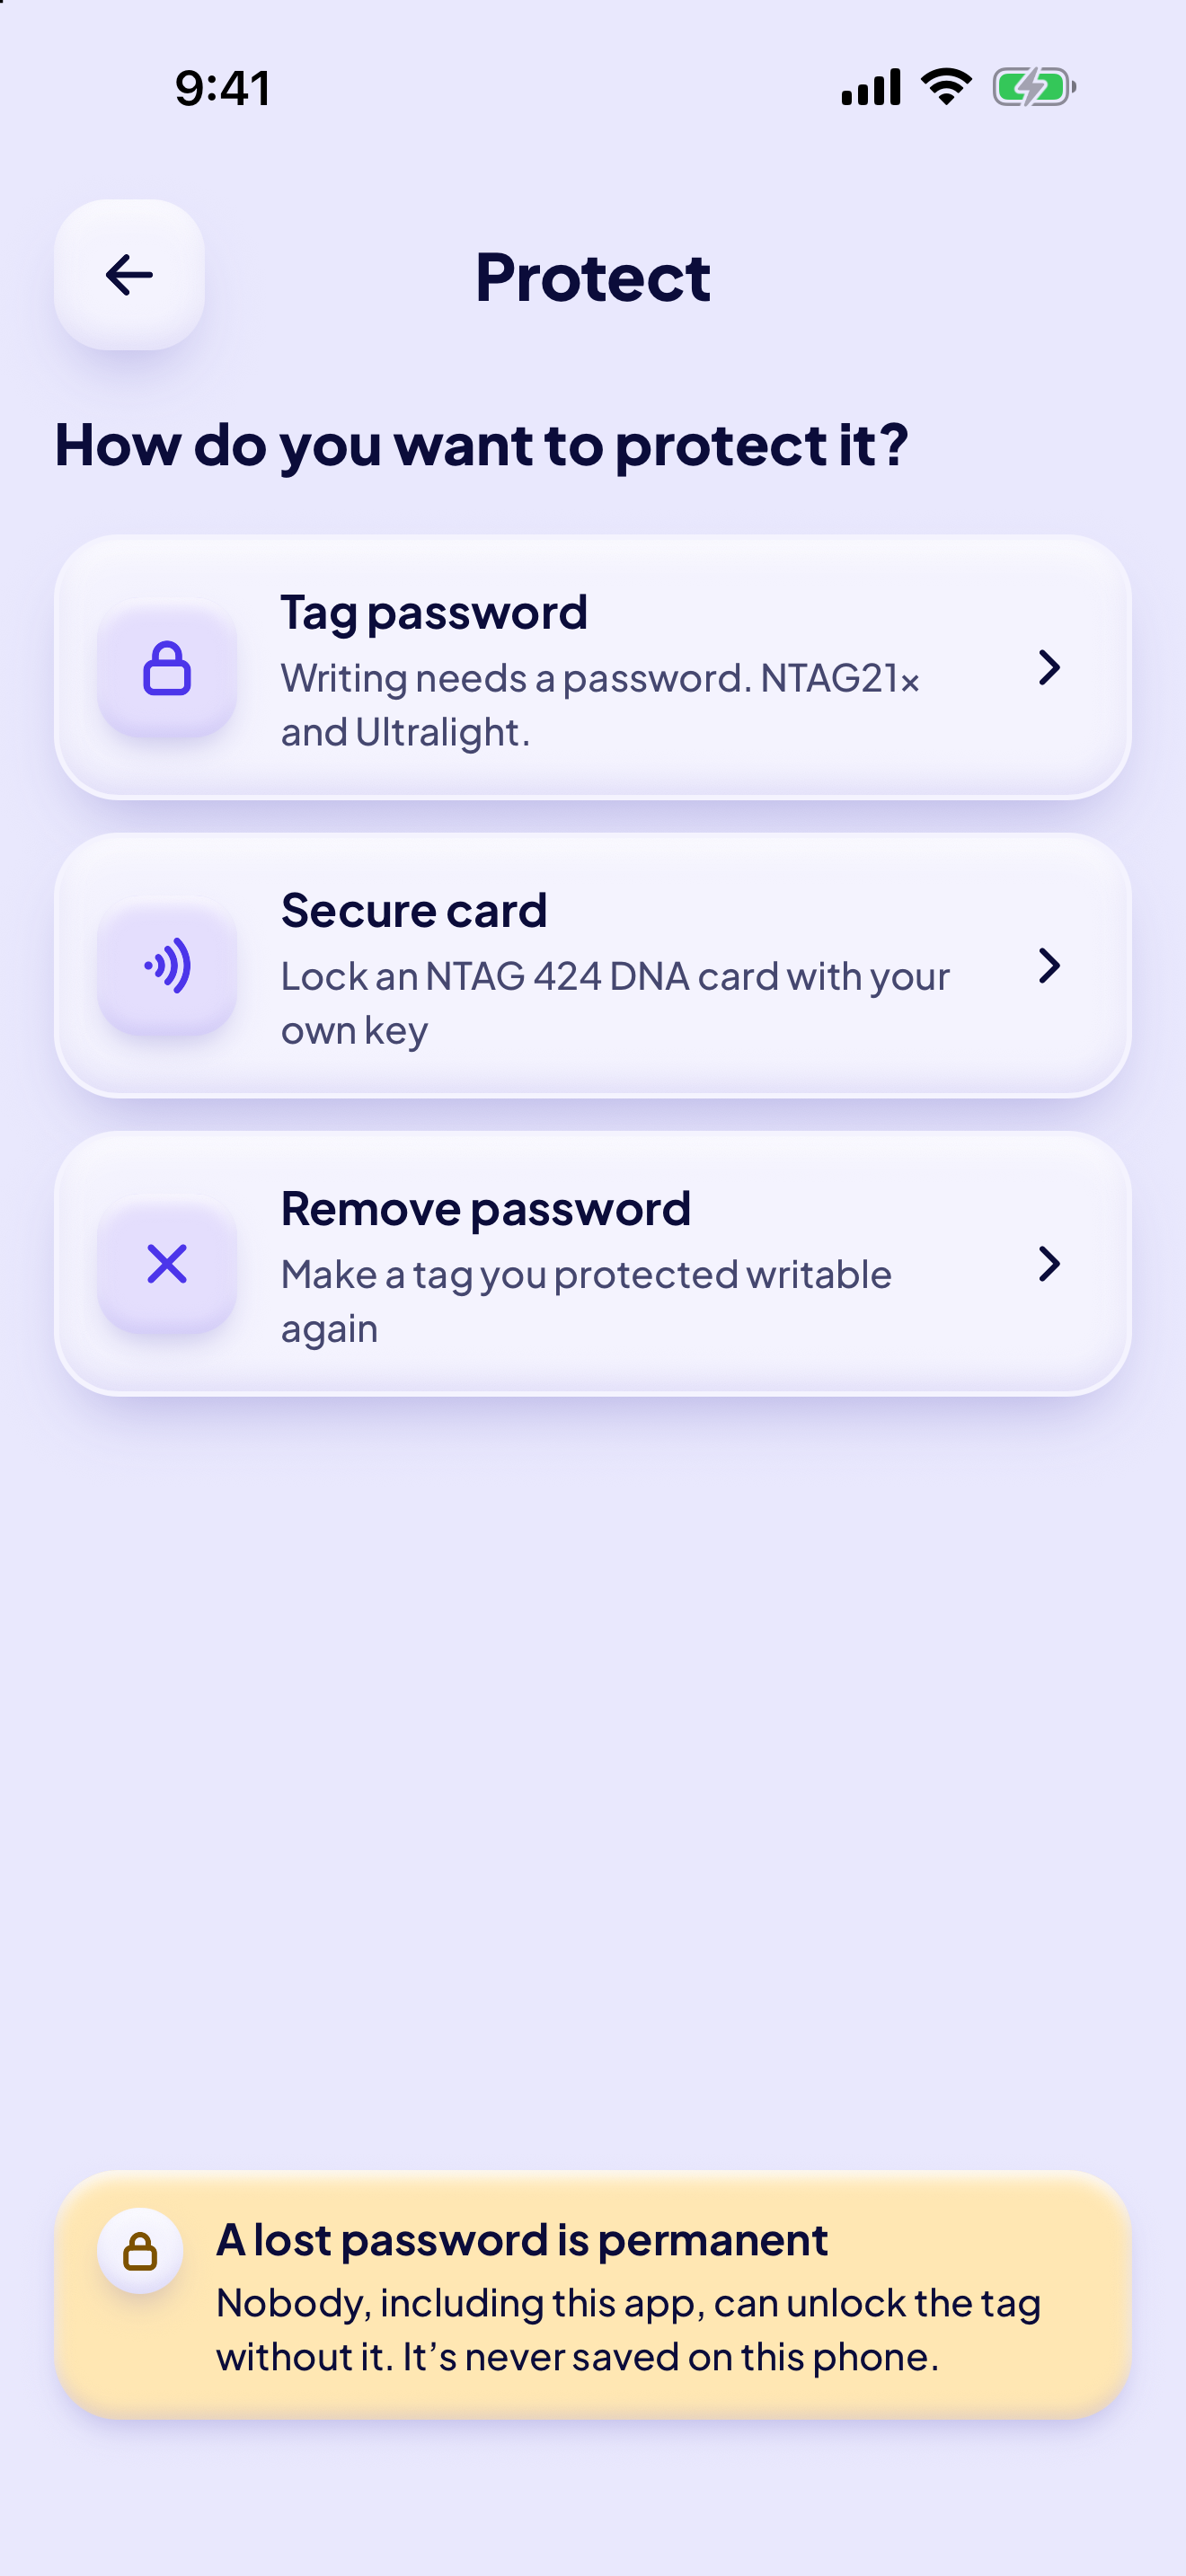 9:41
Protect
How do you want to protect it?
Tag password
Writing needs a password. NTAG21×
and Ultralight.
Secure card
Lock an NTAG 424 DNA card with your
own key
Remove password
Make a tag you protected writable
again
A lost password is permanent
Nobody, including this app, can unlock the tag
without it. It’s never saved on this phone.